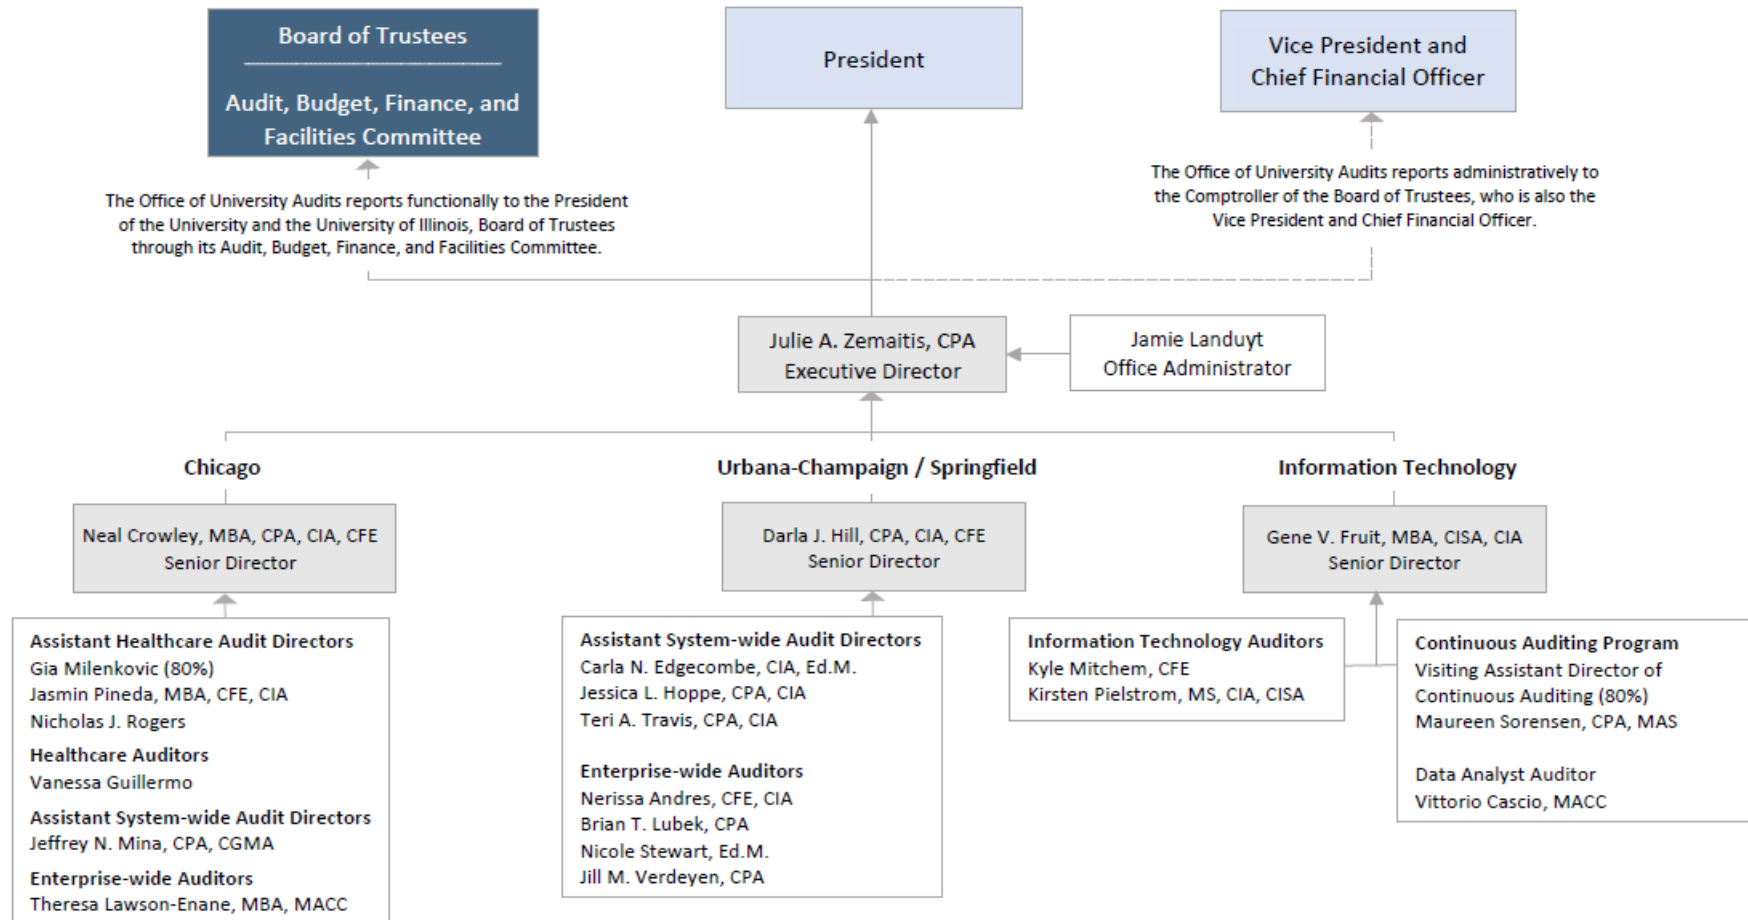 Board of Trustees
Audit, Budget, Finance, and
Facilities Committee
President
Vice President and
Chief Financial Officer
The Office of University Audits reports functionally to the President
of the University and the University of Illinois, Board of Trustees
through its Audit, Budget, Finance, and Facilities Committee.
The Office of University Audits reports administratively to
the Comptroller of the Board of Trustees, who is also the
Vice President and Chief Financial Officer.
Julie A. Zemaitis, CPA
Executive Director
Jamie Landuyt
Office Administrator
Chicago
Neal Crowley, MBA, CPA, CIA, CFE
Senior Director
Assistant Healthcare Audit Directors
Gia Milenkovic (80%)
Jasmin Pineda, MBA, CFE, CIA
Nicholas J. Rogers
Healthcare Auditors
Vanessa Guillermo
Assistant System-wide Audit Directors
Jeffrey N. Mina, CPA, CGMA
Enterprise-wide Auditors
Theresa Lawson-Enane, MBA, MACC
Urbana-Champaign / Springfield
Darla J. Hill, CPA, CIA, CFE
Senior Director
Assistant System-wide Audit Directors
Carla N. Edgecombe, CIA, Ed.M.
Jessica L. Hoppe, CPA, CIA
Teri A. Travis, CPA, CIA
Enterprise-wide Auditors
Nerissa Andres, CFE, CIA
Brian T. Lubek, CPA
Nicole Stewart, Ed.M.
Jill M. Verdeyen, CPA
Information Technology
Gene V. Fruit, MBA, CISA, CIA
Senior Director
Information Technology Auditors
Kyle Mitchem, CFE
Kirsten Pielstrom, MS, CIA, CISA
Continuous Auditing Program
Visiting Assistant Director of
Continuous Auditing (80%)
Maureen Sorensen, CPA, MAS
Data Analyst Auditor
Vittorio Cascio, MACC